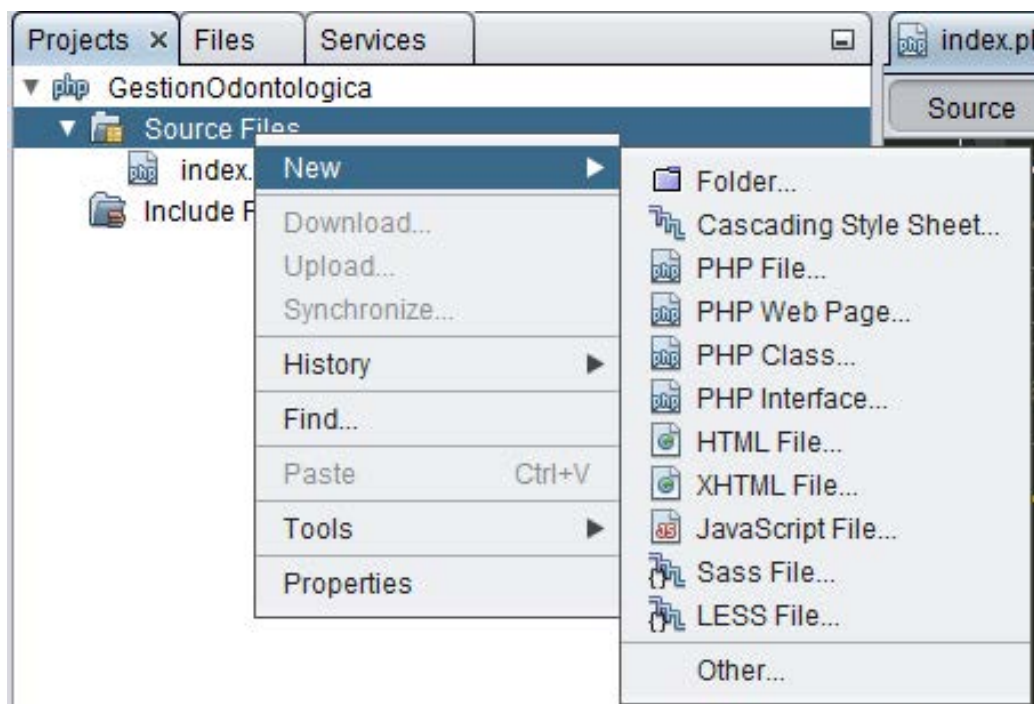 Projects
Files
Services
index.p
GestionOdontologica
Source
Source Files
index.
Include F
New
Download...
Upload...
Synchronize...
History
Find...
Paste Ctrl+V
Tools
Properties
Folder...
Cascading Style Sheet...
PHP File...
PHP Web Page...
PHP Class...
PHP Interface...
HTML File...
XHTML File...
JavaScript File...
Sass File...
LESS File...
Other...